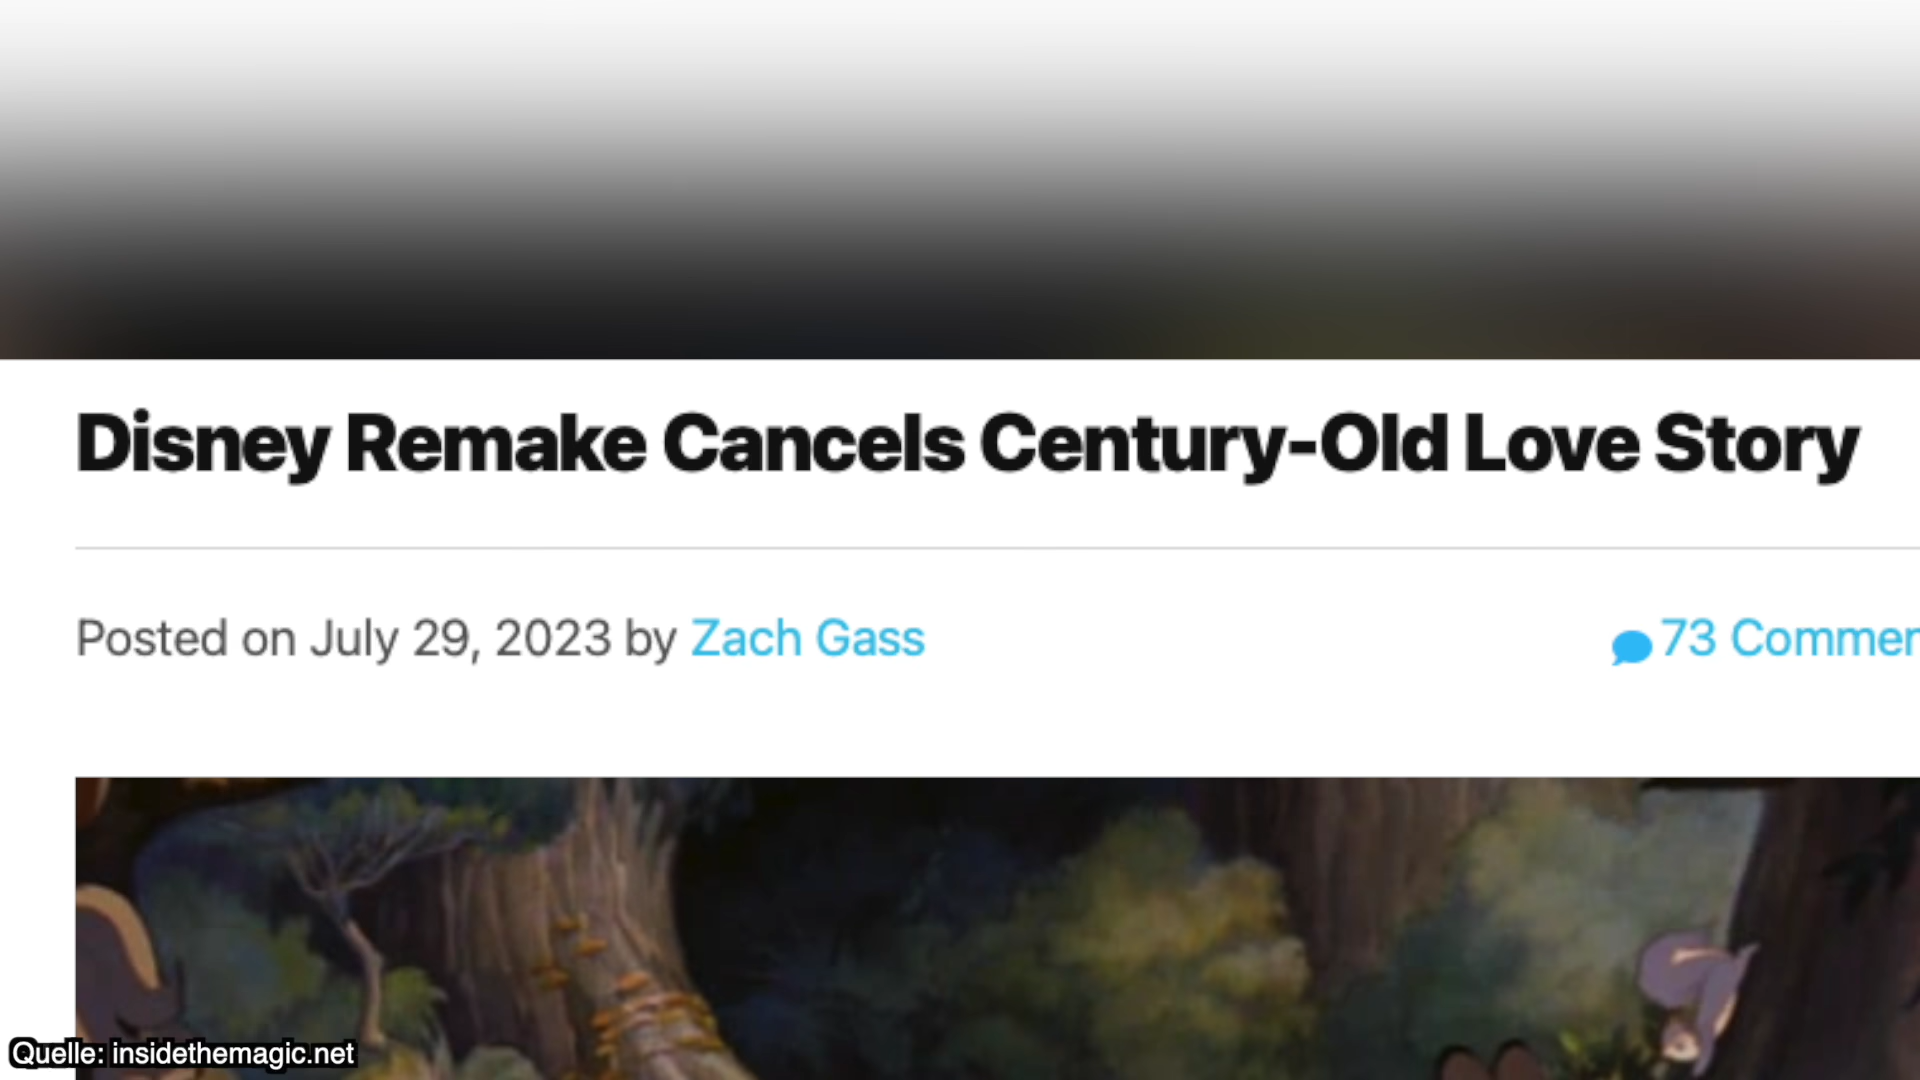 Disney Remake Cancels Century-Old Love Story
Posted on July 29, 2023 by Zach Gass
73 Commen
Quelle: insidethemagic.net